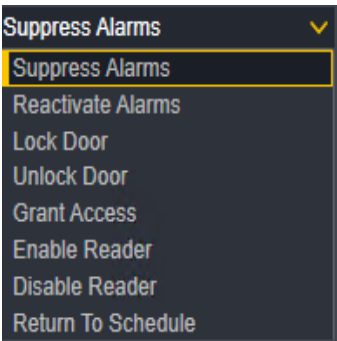 Suppress Alarms
Suppress Alarms
Reactivate Alarms
Lock Door
Unlock Door
Grant Access
Enable Reader
Disable Reader
Return To Schedule